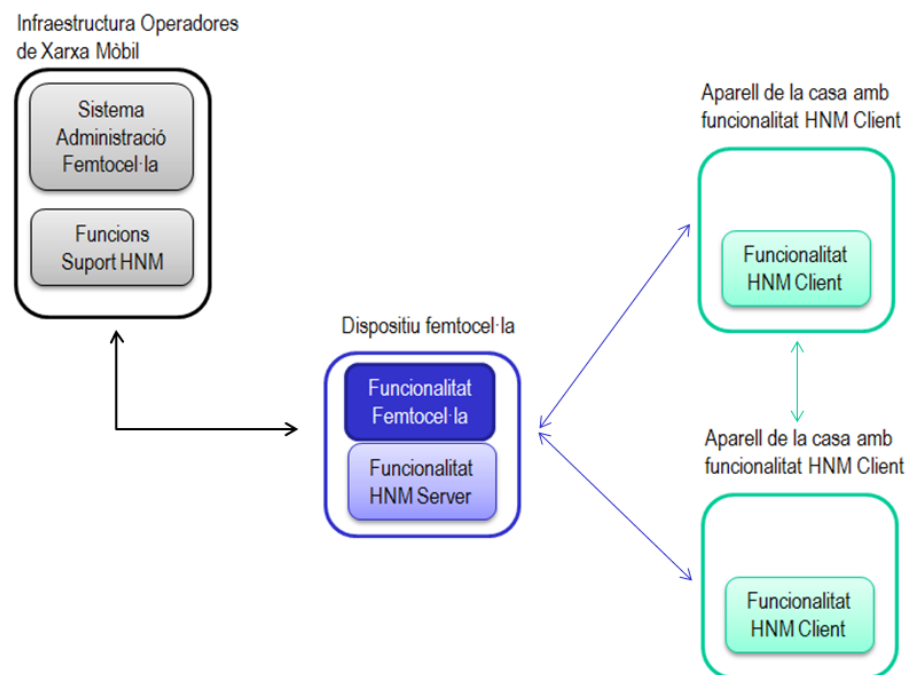 Infraestructura Operadores
de Xarxa Mòbil
Sistema
Administració
Femtocel·la
Funcions
Suport HNM
Dispositiu femtocel·la
Funcionalitat
Femtocel·la
Funcionalitat
HNM Server
Aparell de la casa amb
funcionalitat HNM Client
Funcionalitat
HNM Client
Aparell de la casa amb
funcionalitat HNM Client
Funcionalitat
HNM Client